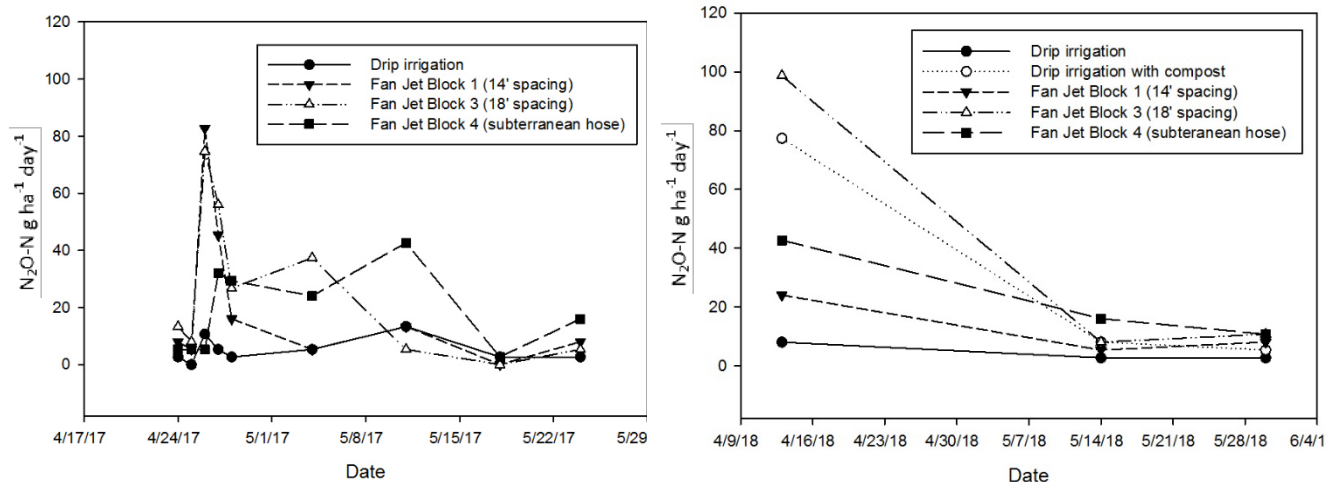 120
100
80
60
40
20
0
N₂O-N g ha⁻¹ day⁻¹
Drip irrigation
Fan Jet Block 1 (14' spacing)
Fan Jet Block 3 (18' spacing)
Fan Jet Block 4 (subterranean hose)
4/17/17 4/24/17 5/1/17 5/8/17 5/15/17 5/22/17 5/29
Date
120
100
80
60
40
20
0
N₂O-N g ha⁻¹ day⁻¹
Drip irrigation
Drip irrigation with compost
Fan Jet Block 1 (14' spacing)
Fan Jet Block 3 (18' spacing)
Fan Jet Block 4 (subteranean hose)
4/9/18 4/16/18 4/23/18 4/30/18 5/7/18 5/14/18 5/21/18 5/28/18 6/4/1
Date